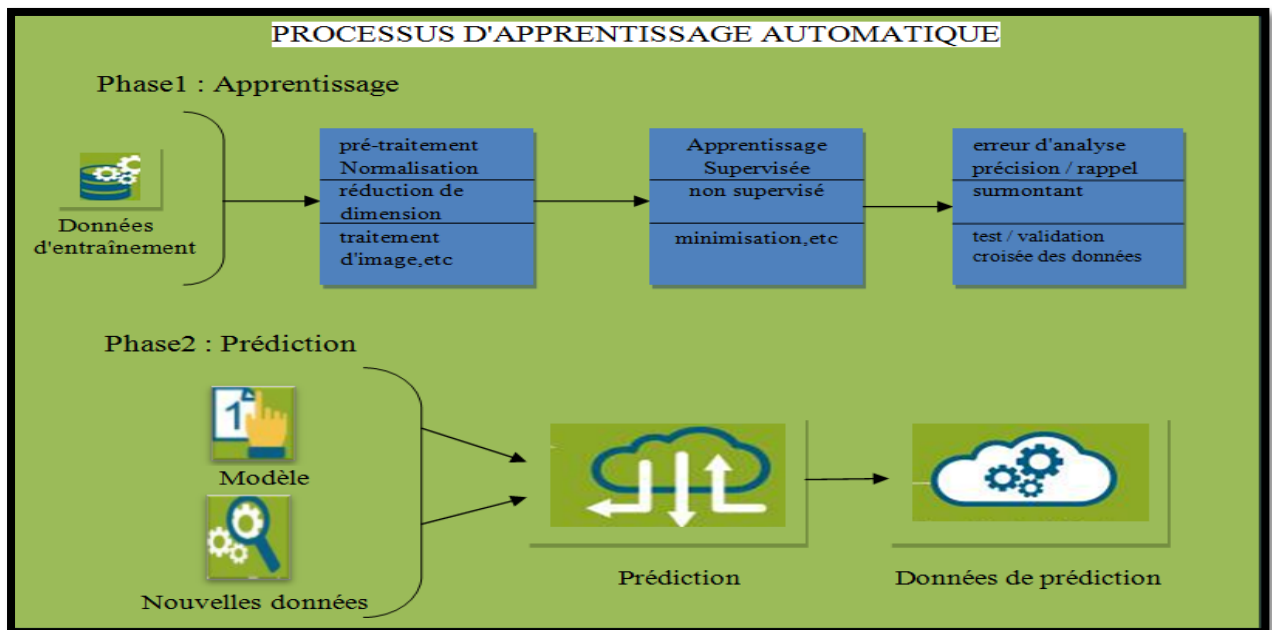 PROCESSUS D'APPRENTISSAGE AUTOMATIQUE
Phase1 : Apprentissage
Données
d'entraînement
pré-traitement
Normalisation
réduction de
dimension
traitement
d'image,etc
Apprentissage
Supervisée
non supervisé
minimisation,etc
erreur d'analyse
précision / rappel
surmontant
test / validation
croisée des données
Phase2 : Prédiction
1
Modèle
Nouvelles données
Prédiction
Données de prédiction